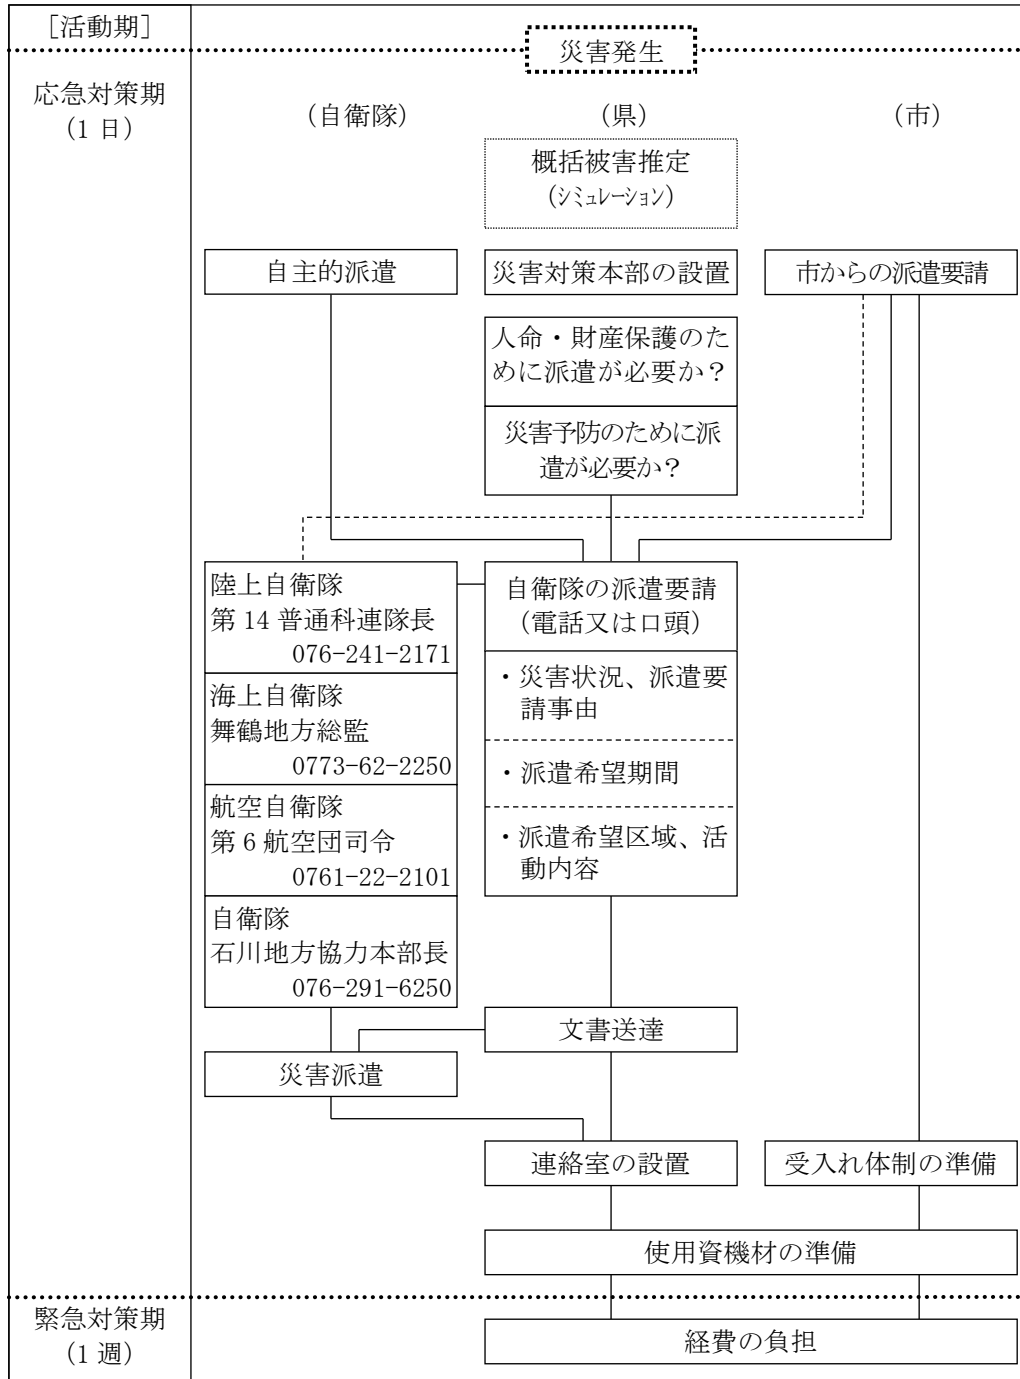 ［活動期］
災害発生
応急対策期
（1 日）
（自衛隊）
（県）
（市）
概括被害推定
（ｼﾐｭﾚｰｼｮﾝ）
自主的派遣
災害対策本部の設置
市からの派遣要請
人命・財産保護のた
めに派遣が必要か？
災害予防のために派
遣が必要か？
陸上自衛隊
第 14 普通科連隊長
076-241-2171
海上自衛隊
舞鶴地方総監
0773-62-2250
航空自衛隊
第 6 航空団司令
0761-22-2101
自衛隊
石川地方協力本部長
076-291-6250
自衛隊の派遣要請
（電話又は口頭）
・災害状況、派遣要
請事由
・派遣希望期間
・派遣希望区域、活
動内容
文書送達
災害派遣
連絡室の設置
受入れ体制の準備
使用資機材の準備
緊急対策期
（1 週）
経費の負担